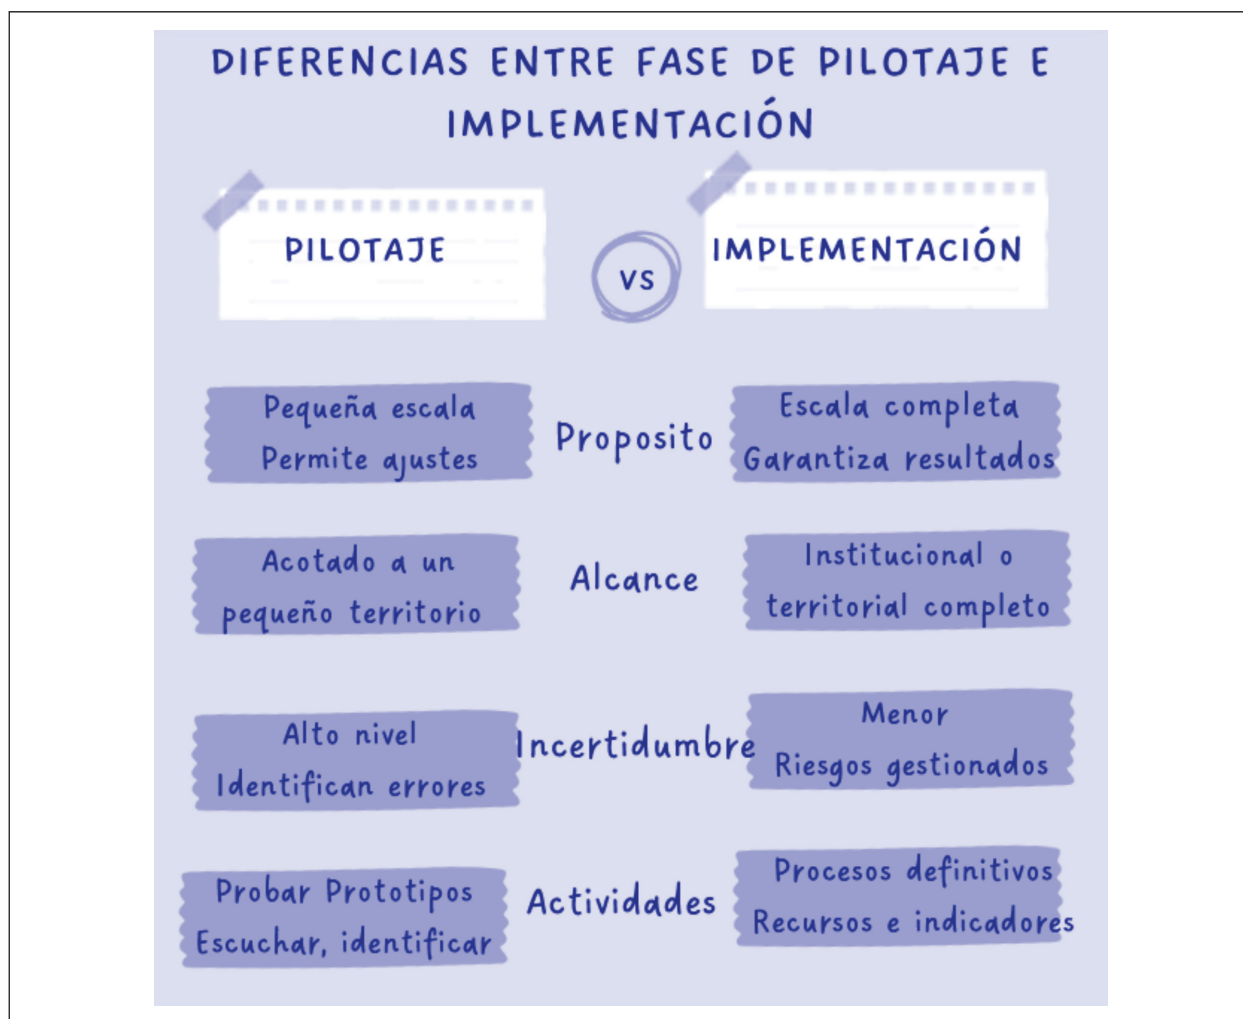 DIFERENCIAS ENTRE FASE DE PILOTAJE E
IMPLEMENTACIÓN
PILOTAJE
VS
IMPLEMENTACIÓN
Pequeña escala
Permite ajustes
Proposito
Escala completa
Garantiza resultados
Acotado a un
pequeño territorio
Alcance
Institucional o
territorial completo
Alto nivel
Identifican errores
Incertidumbre
Menor
Riesgos gestionados
Probar Prototipos
Escuchar, identificar
Actividades
Procesos definitivos
Recursos e indicadores